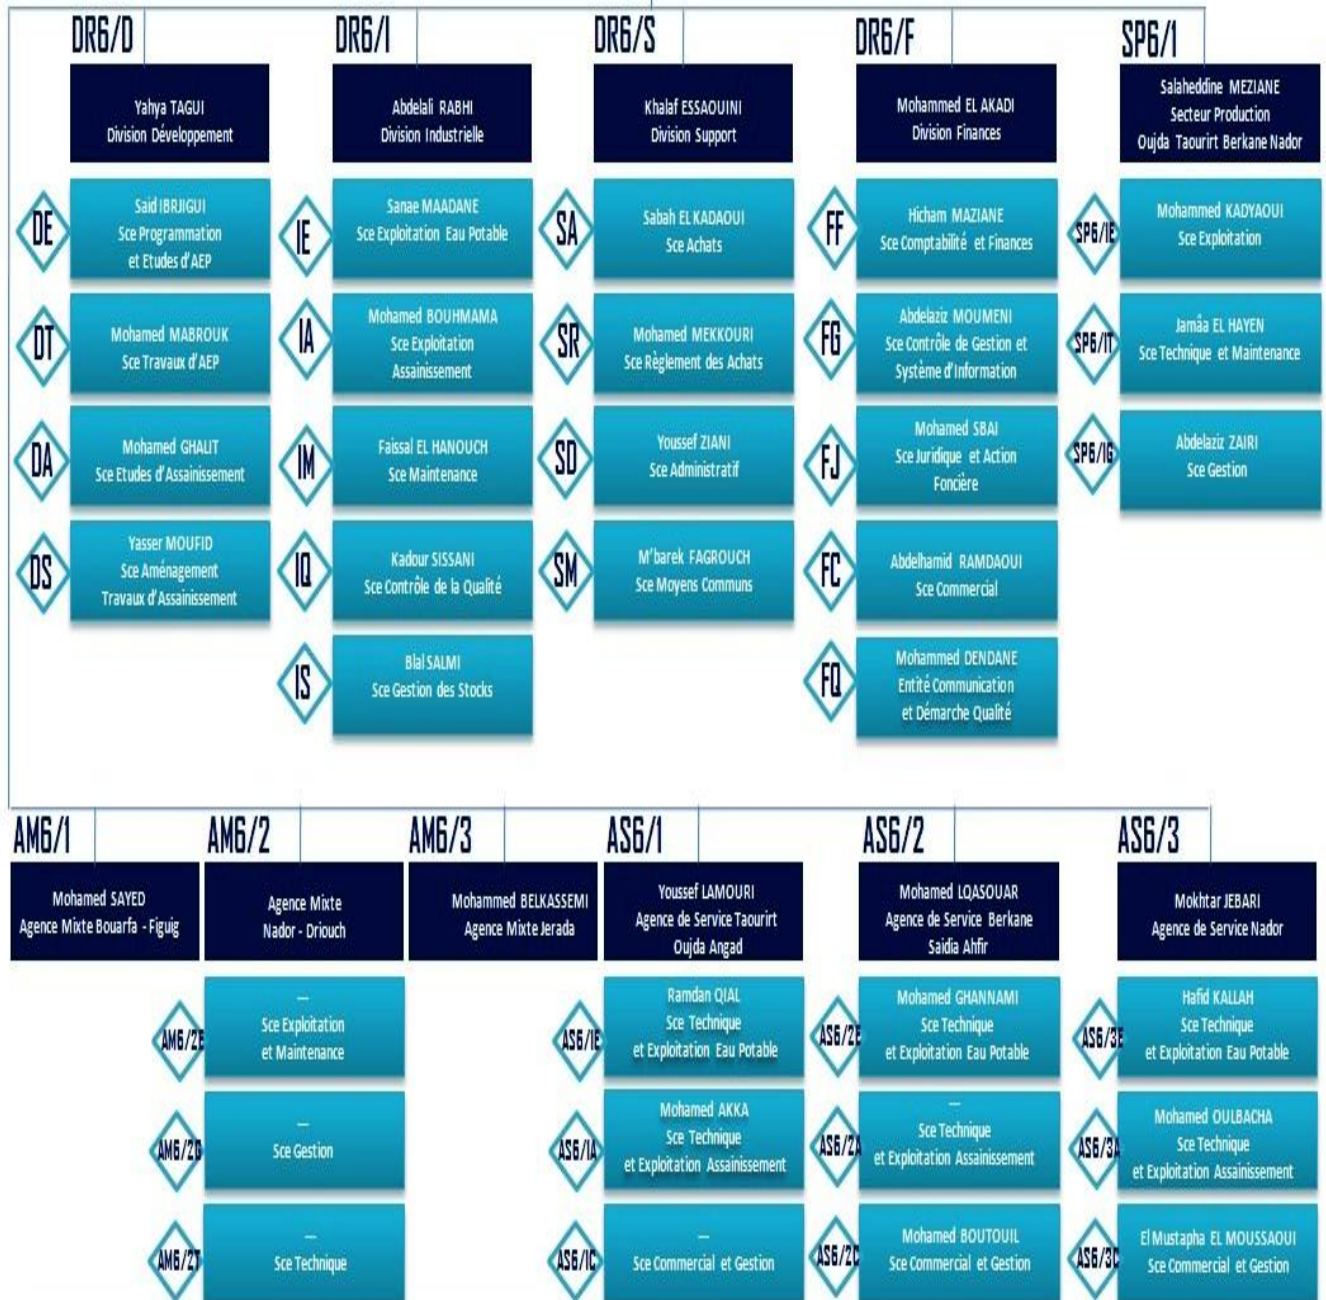 DR6/D
Yahya TAGUI
Division Développement
DE
Said IBRJIGUI
Sce Programmation
et Etudes d'AEP
DT
Mohamed MABROUK
Sce Travaux d'AEP
DA
Mohamed GHALIT
Sce Etudes d'Assainissement
DS
Yasser MOUFID
Sce Aménagement
Travaux d'Assainissement
DR6/I
Abdelali RABHI
Division Industrielle
IE
Sanae MAADANE
Sce Exploitation Eau Potable
IA
Mohamed BOUHMAMA
Sce Exploitation
Assainissement
IM
Faissal EL HANOUCH
Sce Maintenance
IQ
Kadour SISSANI
Sce Contrôle de la Qualité
IS
Blal SALMI
Sce Gestion des Stocks
DR6/S
Khalaf ESSAOUINI
Division Support
SA
Sabah EL KADAOUI
Sce Achats
SR
Mohamed MEKKOURI
Sce Règlement des Achats
SD
Youssef ZIANI
Sce Administratif
SM
M'barek FAGROUCH
Sce Moyens Communs
DR6/F
Mohammed EL AKADI
Division Finances
FF
Hicham MAZIANE
Sce Comptabilité et Finances
FG
Abdelaziz MOUMENI
Sce Contrôle de Gestion et
Système d'Information
FJ
Mohamed SBAI
Sce Juridique et Action
Foncière
FC
Abdelhamid RAMDAOUI
Sce Commercial
FQ
Mohammed DENDANE
Entité Communication
et Démarche Qualité
SP6/1
Salaheddine MEZIANE
Secteur Production
Oujda Taourirt Berkane Nador
SP6/1E
Mohammed KADYAOUI
Sce Exploitation
SP6/1T
Jamâa EL HAYEN
Sce Technique et Maintenance
SP6/1G
Abdelaziz ZAIRI
Sce Gestion
AM6/1
Mohamed SAYED
Agence Mixte Bouarfa - Figuig
AM6/2
Agence Mixte
Nador - Driouch
AM6/2E
—
Sce Exploitation
et Maintenance
AM6/2G
—
Sce Gestion
AM6/2T
—
Sce Technique
AM6/3
Mohammed BELKASSEMI
Agence Mixte Jerada
AS6/1
Youssef LAMOURI
Agence de Service Taourirt
Oujda Angad
AS6/1E
Ramdan QIAL
Sce Technique
et Exploitation Eau Potable
AS6/1A
Mohamed AKKA
Sce Technique
et Exploitation Assainissement
AS6/1C
—
Sce Commercial et Gestion
AS6/2
Mohamed LQASOUAR
Agence de Service Berkane
Saidia Ahfir
AS6/2E
Mohamed GHANNAMI
Sce Technique
et Exploitation Eau Potable
AS6/2A
—
Sce Technique
et Exploitation Assainissement
AS6/2C
Mohamed BOUTOUIL
Sce Commercial et Gestion
AS6/3
Mokhtar JEBARI
Agence de Service Nador
AS6/3E
Hafid KALLAH
Sce Technique
et Exploitation Eau Potable
AS6/3A
Mohamed OULBACHA
Sce Technique
et Exploitation Assainissement
AS6/3C
El Mustapha EL MOUSSAOUI
Sce Commercial et Gestion